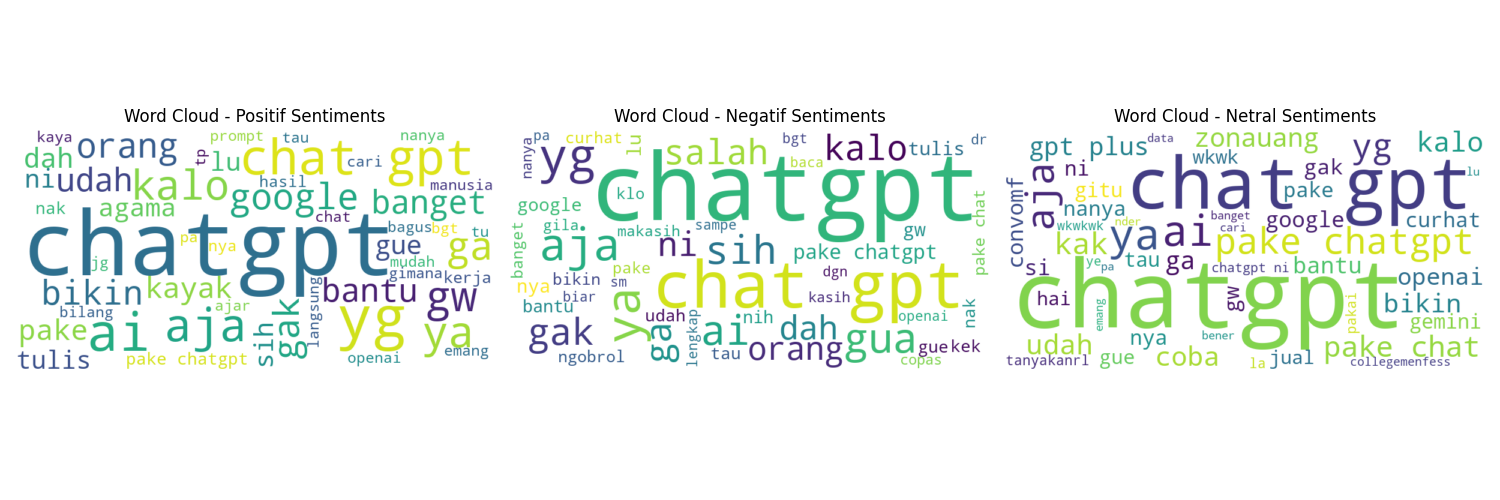 Word Cloud - Positif Sentiments
kaya
orang
prompt
tau
nanya
dah
tp
lu
chat gpt
cari
ni
udah
kalo
hasil
google
manusia
nak
agama
chat
banget
chatgpt
pa
nya
bagus
bgt
tu
gue
ga
jg
mudah
gimana
kerja
bikin
kayak
langsung
bantu
gw
bilang
ajar
pake
ai
aja
sih
gak
yg
ya
tulis
pake chatgpt
openai
emang
Word Cloud - Negatif Sentiments
nanya
pa
curhat
lu
bgt
kalo
tulis
dr
yg
salah
baca
chatgpt
klo
google
gila
makasih
sampe
gw
pake chat
banget
aja
ni
sih
pake chatgpt
nya
bikin
pake
sm
chat gpt
dgn
biar
kasih
nak
bantu
ya
udah
openai
gak
ga
ai
nih
dah
gua
lengkap
tau
orang
gue
kek
ngobrol
copas
Word Cloud - Netral Sentiments
gpt plus
data
zonauang
yg
kalo
convomf
aja
ni
wkwk
gak
lu
gitu
chat gpt
pake
nanya
nder
banget
google
curhat
wkwkwk
cari
kak
ya
ai
pake chatgpt
si
ye
pa
tau
ga
chatgpt ni
bantu
openai
hai
chatgpt
emang
gw
pakai
bikin
gemini
udah
nya
bener
pake chat
tanyakanrl
gue
coba
la
jual
collegemenfess